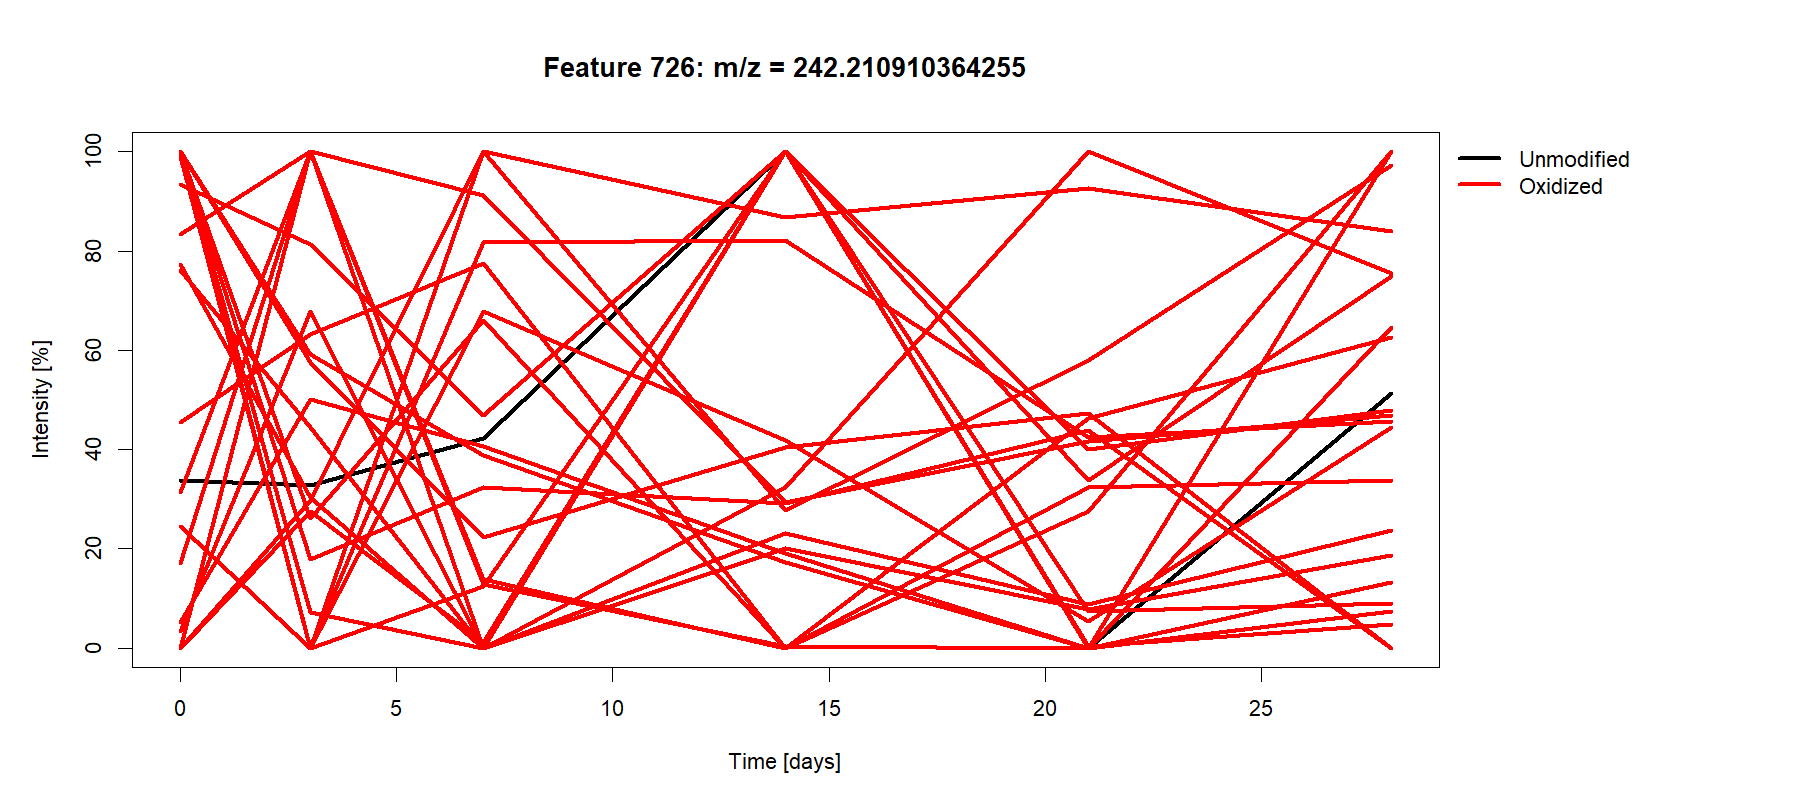 Feature 726: m/z = 242.210910364255
Unmodified
Oxidized
Intensity [%]
100
80
60
40
20
0
0 5 10 15 20 25
Time [days]